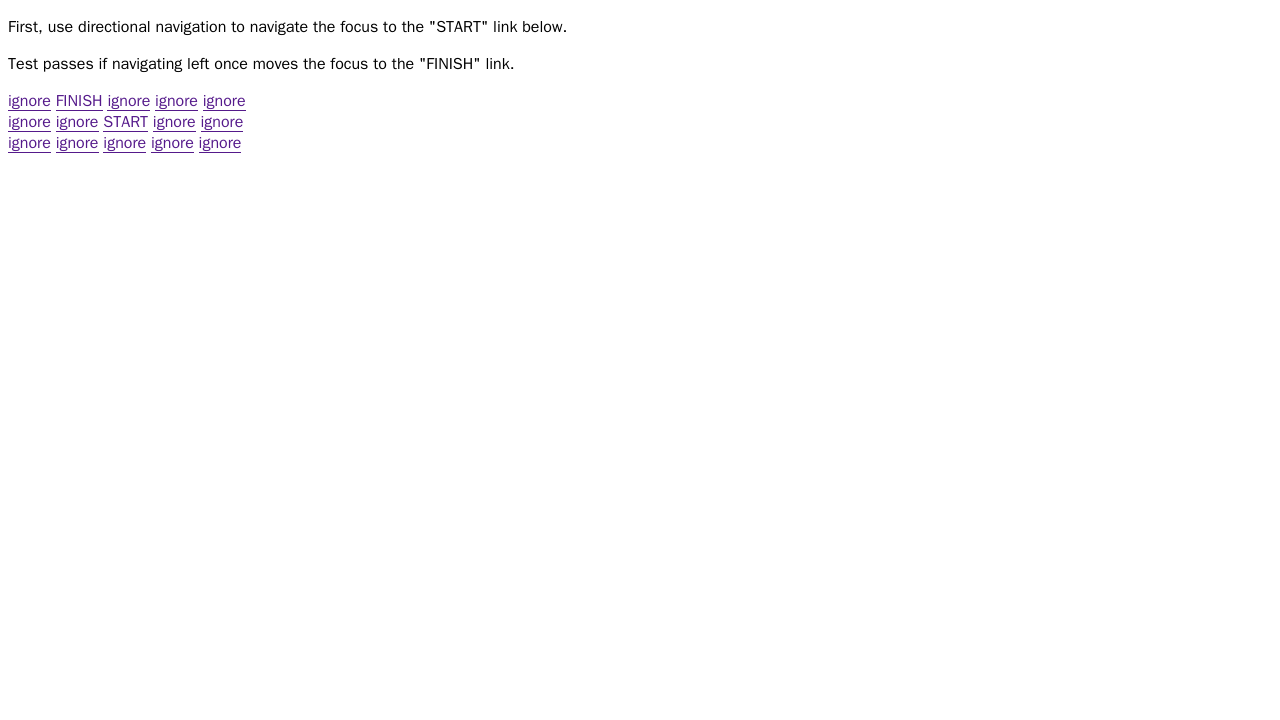 First, use directional navigation to navigate the focus to the "START" link below.
Test passes if navigating left once moves the focus to the "FINISH" link.
ignore FINISH ignore ignore ignore
ignore ignore START ignore ignore
ignore ignore ignore ignore ignore